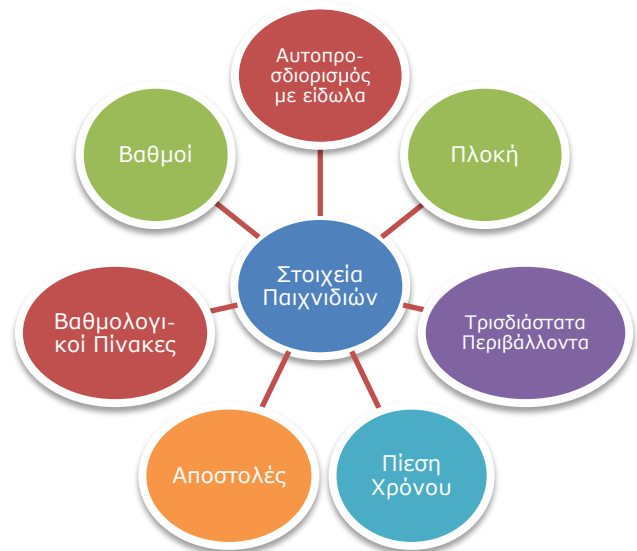 Αυτοπρο-
σδιορισμός
με είδωλα
Βαθμοί
Πλοκή
Στοιχεία
Παιχνιδιών
Βαθμολογι-
κοί Πίνακες
Τρισδιάστατα
Περιβάλλοντα
Αποστολές
Πίεση
Χρόνου